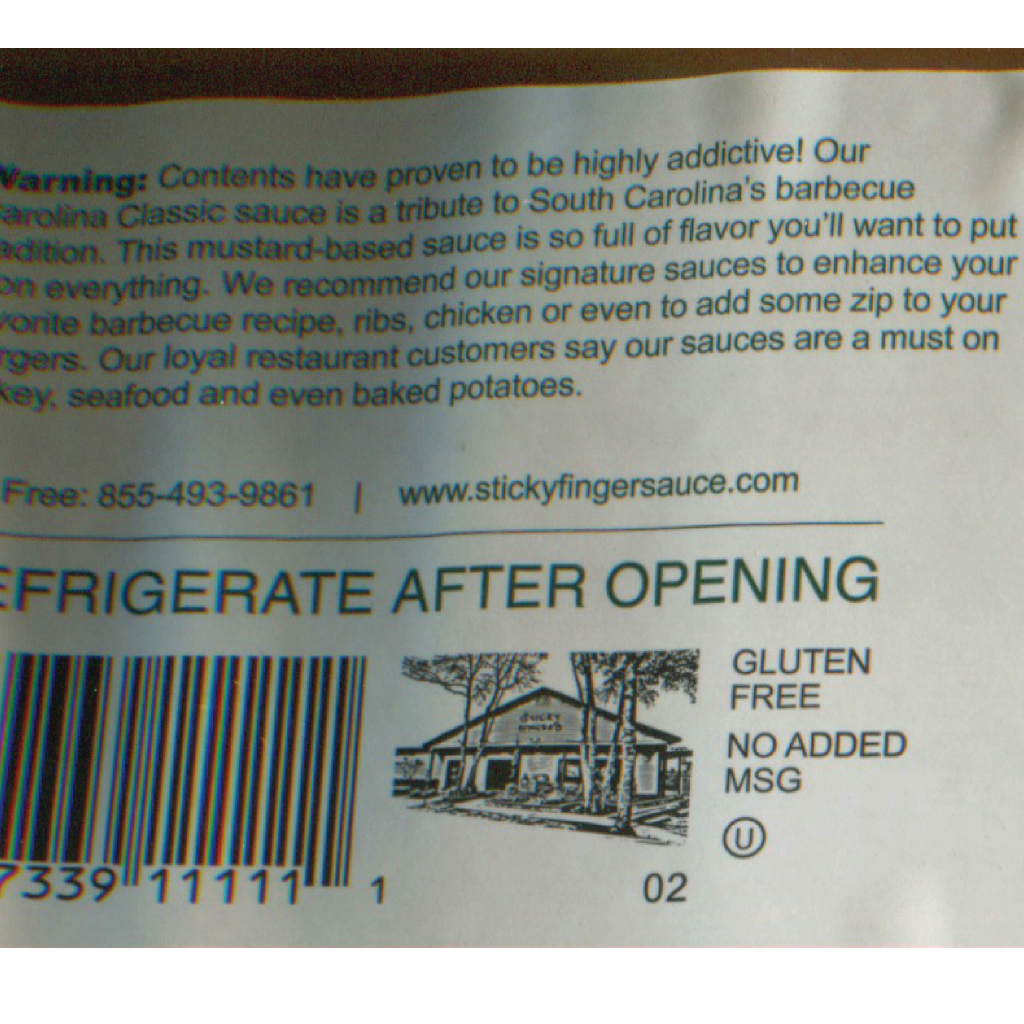 Warning: Contents have proven to be highly addictive! Our
arolina Classic sauce is a tribute to South Carolina's barbecue
adition. This mustard-based sauce is so full of flavor you'll want to put
on everything. We recommend our signature sauces to enhance your
vorite barbecue recipe, ribs, chicken or even to add some zip to your
rgers. Our loyal restaurant customers say our sauces are a must on
key, seafood and even baked potatoes.
Free: 855-493-9861 | www.stickyfingersauce.com
EFRIGERATE AFTER OPENING
STICKY
FINGERS
GLUTEN
FREE
NO ADDED
MSG
U
7339 11111 1
02